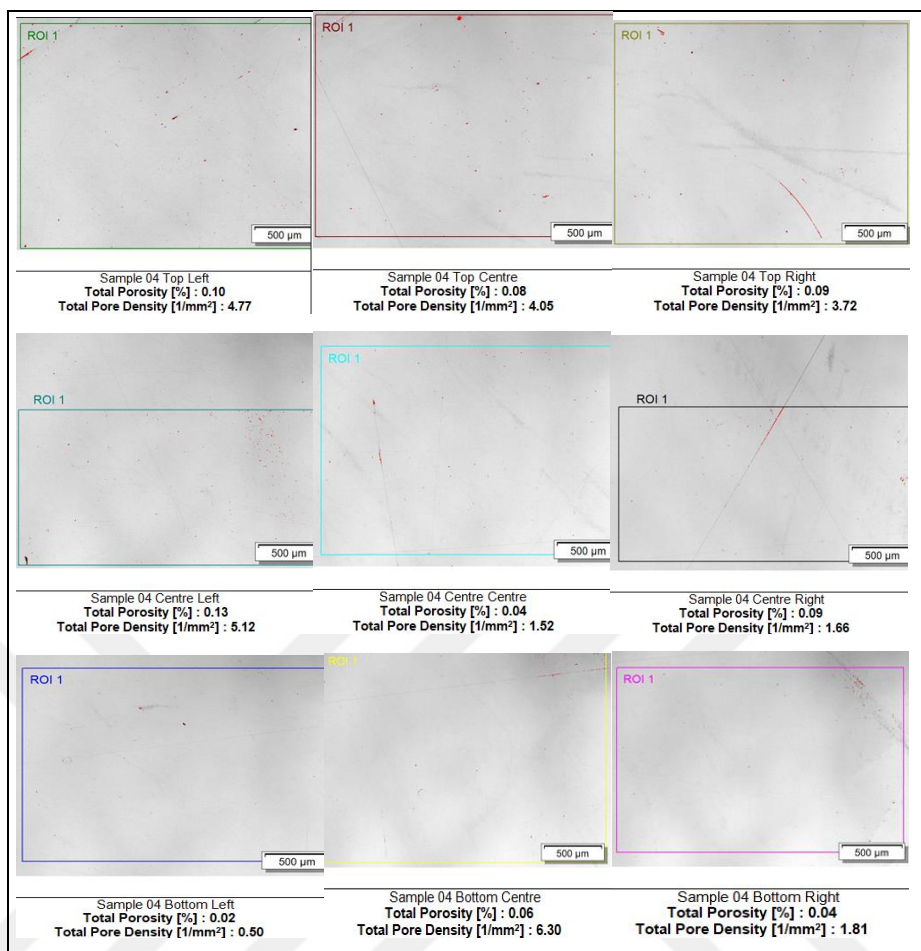 ROI 1
500 µm
Sample 04 Top Left
Total Porosity [%] : 0.10
Total Pore Density [1/mm²] : 4.77
ROI 1
500 µm
Sample 04 Top Centre
Total Porosity [%] : 0.08
Total Pore Density [1/mm²] : 4.05
ROI 1
500 µm
Sample 04 Top Right
Total Porosity [%] : 0.09
Total Pore Density [1/mm²] : 3.72
ROI 1
500 µm
Sample 04 Centre Left
Total Porosity [%] : 0.13
Total Pore Density [1/mm²] : 5.12
ROI 1
500 µm
Sample 04 Centre Centre
Total Porosity [%] : 0.04
Total Pore Density [1/mm²] : 1.52
ROI 1
500 µm
Sample 04 Centre Right
Total Porosity [%] : 0.09
Total Pore Density [1/mm²] : 1.66
ROI 1
500 µm
Sample 04 Bottom Left
Total Porosity [%] : 0.02
Total Pore Density [1/mm²] : 0.50
ROI 1
500 µm
Sample 04 Bottom Centre
Total Porosity [%] : 0.06
Total Pore Density [1/mm²] : 6.30
ROI 1
500 µm
Sample 04 Bottom Right
Total Porosity [%] : 0.04
Total Pore Density [1/mm²] : 1.81